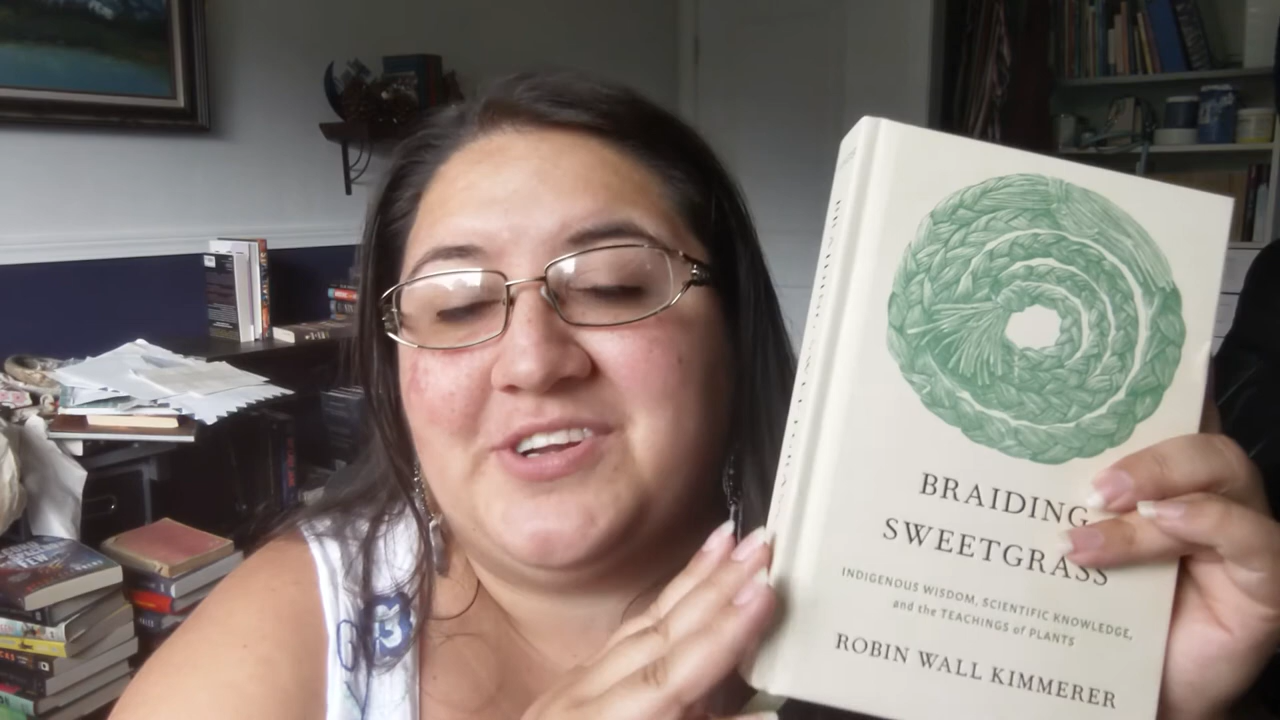 BRAIDING
SWEETGRASS
INDIGENOUS WISDOM, SCIENTIFIC KNOWLEDGE,
and the TEACHINGS of PLANTS
ROBIN WALL KIMMERER